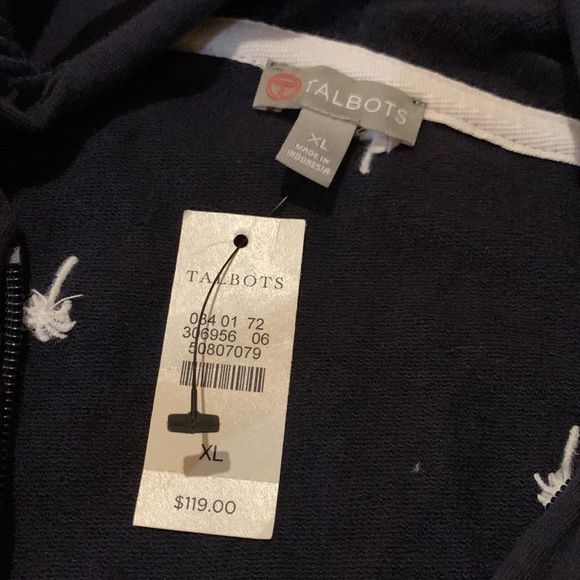 TALBOTS
XL
MADE IN
INDONESIA
TALBOTS
084 01 72
306956 06
50807079
XL
$119.00